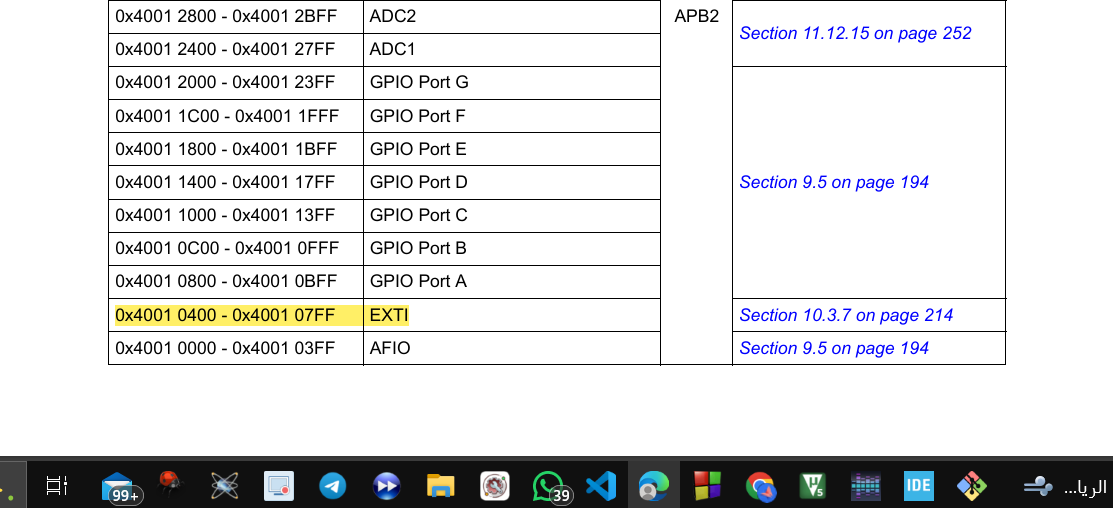 0x4001 2800 - 0x4001 2BFF ADC2 APB2 Section 11.12.15 on page 252
0x4001 2400 - 0x4001 27FF ADC1
0x4001 2000 - 0x4001 23FF GPIO Port G
0x4001 1C00 - 0x4001 1FFF GPIO Port F
0x4001 1800 - 0x4001 1BFF GPIO Port E
0x4001 1400 - 0x4001 17FF GPIO Port D Section 9.5 on page 194
0x4001 1000 - 0x4001 13FF GPIO Port C
0x4001 0C00 - 0x4001 0FFF GPIO Port B
0x4001 0800 - 0x4001 0BFF GPIO Port A
0x4001 0400 - 0x4001 07FF EXTI Section 10.3.7 on page 214
0x4001 0000 - 0x4001 03FF AFIO Section 9.5 on page 194
99+ 39 V5 IDE الريا...